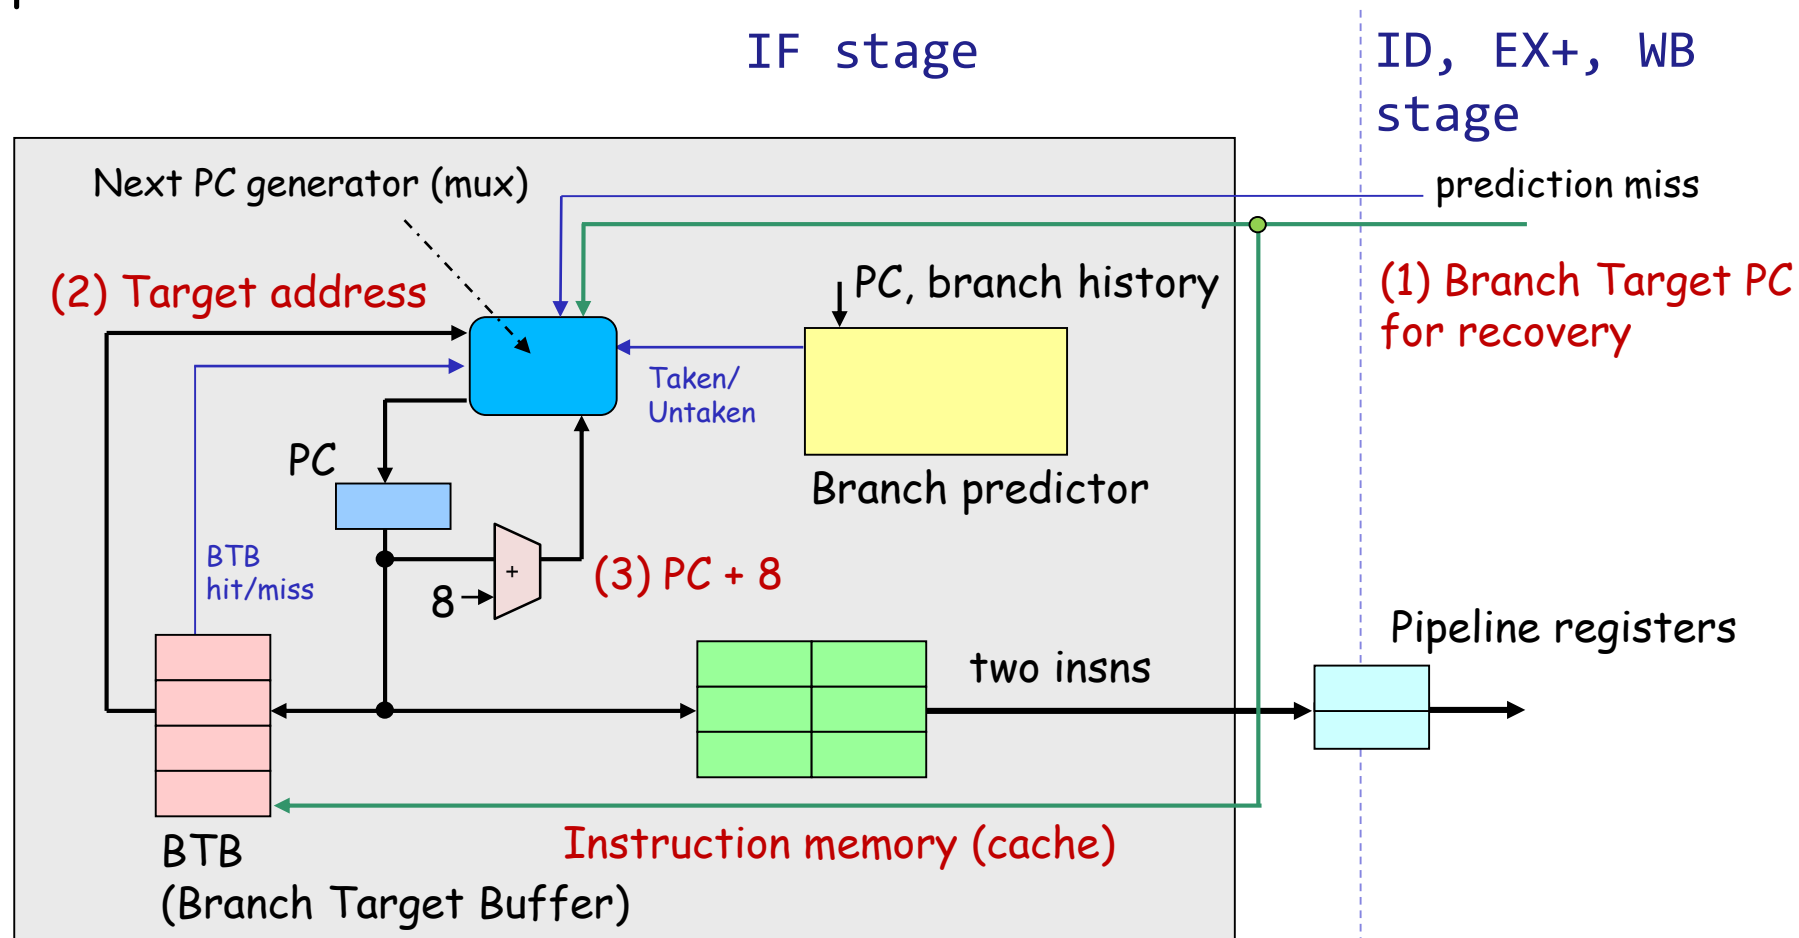 IF stage
ID, EX+, WB
stage
Next PC generator (mux)
prediction miss
(2) Target address
PC, branch history
(1) Branch Target PC
for recovery
Taken/
Untaken
PC
Branch predictor
BTB
hit/miss
+
8
(3) PC + 8
Pipeline registers
two insns
Instruction memory (cache)
BTB
(Branch Target Buffer)